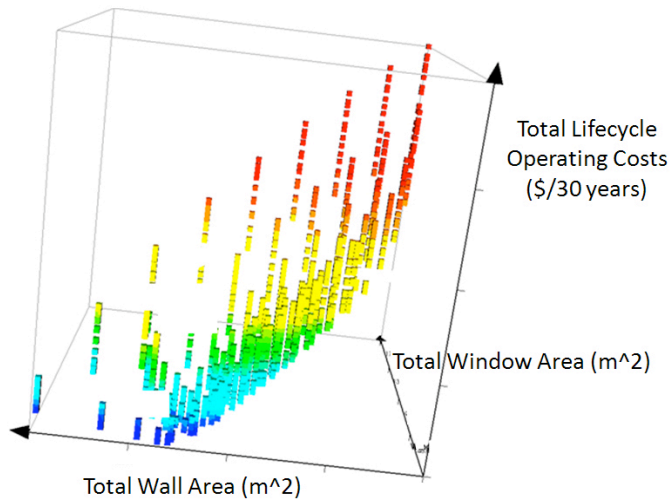 Total Lifecycle
Operating Costs
($/30 years)
Total Window Area (m^2)
Total Wall Area (m^2)